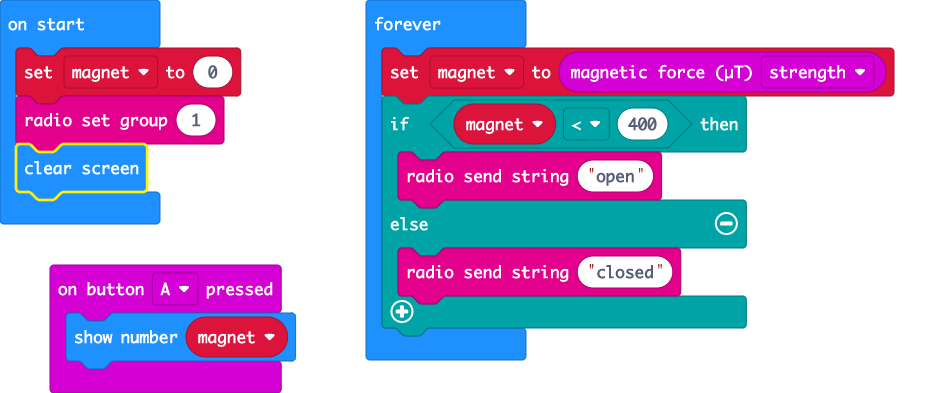 on start
set magnet to 0
radio set group 1
clear screen
on button A pressed
show number magnet
forever
set magnet to magnetic force (µT) strength
if magnet < 400 then
radio send string "open"
else
radio send string "closed"